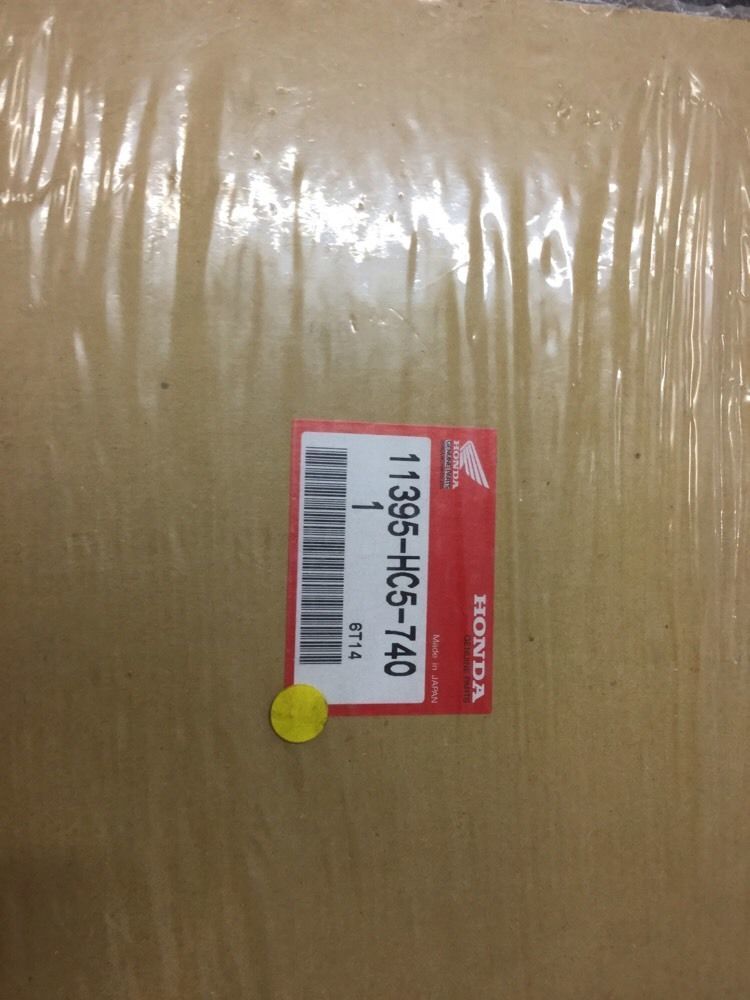 HONDA
HONDA
GENUINE PARTS
Made in JAPAN
11395-HC5-740
1
6T14